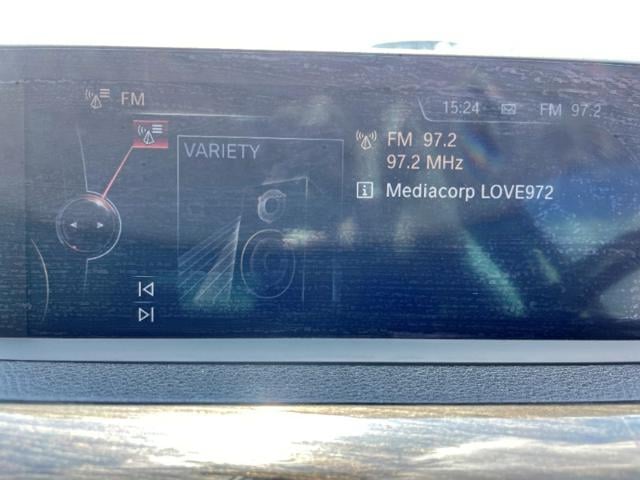 FM
15:24 FM 97.2
VARIETY
FM 97.2
97.2 MHz
Mediacorp LOVE972